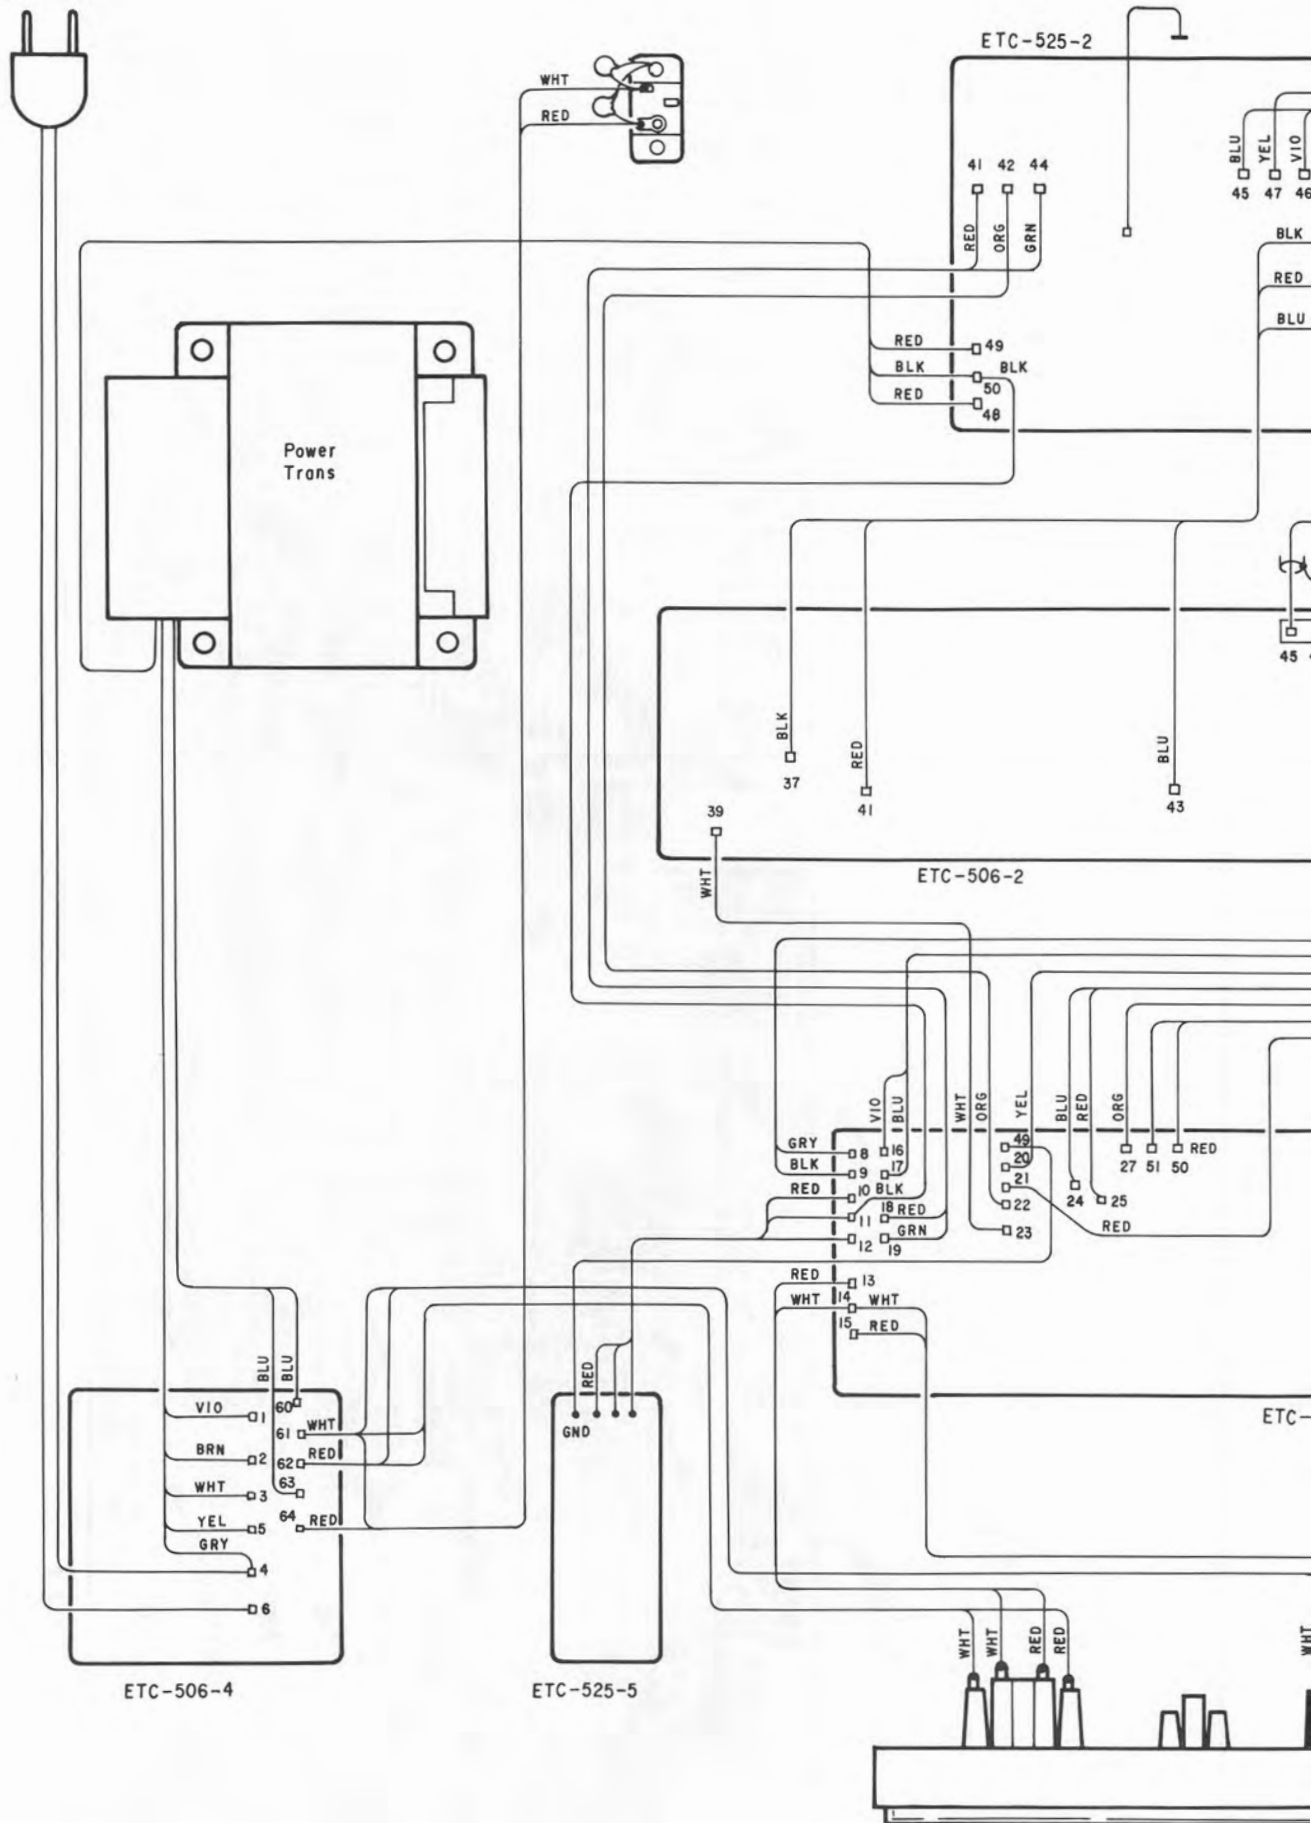 ETC-525-2
WHT
RED
41 42 44
RED
ORG
GRN
BLU
YEL
VIO
45 47 46
BLK
RED
BLU
RED
49
BLK
BLK
50
RED
48
Power
Trans
BLK
37
RED
41
BLU
43
45
39
WHT
ETC-506-2
VIO
BLU
WHT
ORG
YEL
BLU
RED
ORG
GRY
8
16
BLK
9
17
RED
10
BLK
11
18
RED
12
19
GRN
49
20
21
22
23
RED
24
25
27 51 50
RED
RED
13
WHT
14
WHT
15
RED
ETC-
BLU
BLU
VIO
1
60
61
WHT
BRN
2
62
RED
WHT
3
63
YEL
5
64
RED
GRY
4
6
ETC-506-4
RED
GND
ETC-525-5
WHT
WHT
RED
RED
WHT